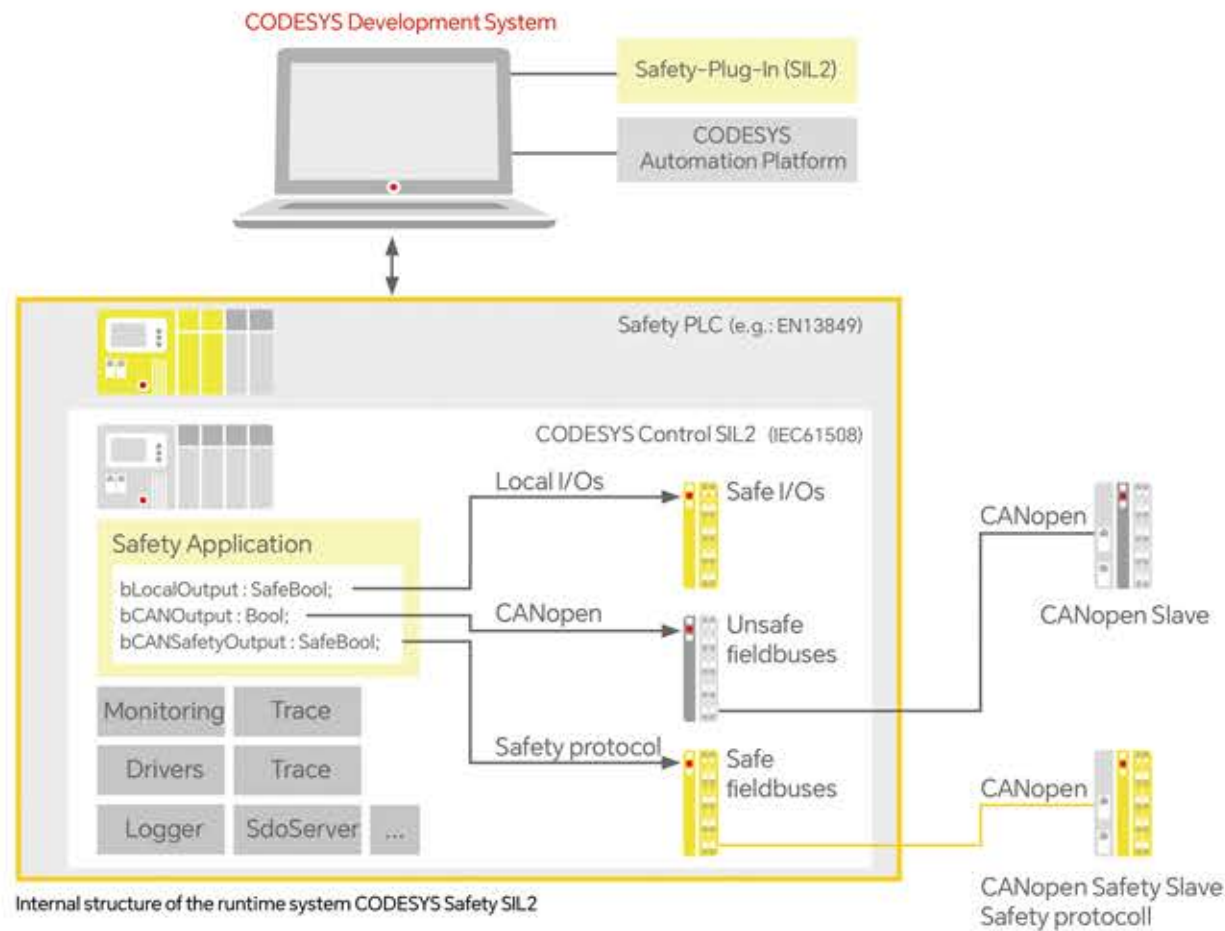 CODESYS Development System
Safety-Plug-In (SIL2)
CODESYS
Automation Platform
Safety PLC (e.g.: EN13849)
CODESYS Control SIL2 (IEC61508)
Local I/Os
Safe I/Os
Safety Application
bLocalOutput : SafeBool;
bCANOutput : Bool;
bCANSafetyOutput : SafeBool;
CANopen
Unsafe
fieldbuses
CANopen
CANopen Slave
Monitoring
Trace
Drivers
Trace
Logger
SdoServer
...
Safety protocol
Safe
fieldbuses
CANopen
CANopen Safety Slave
Safety protocoll
Internal structure of the runtime system CODESYS Safety SIL2